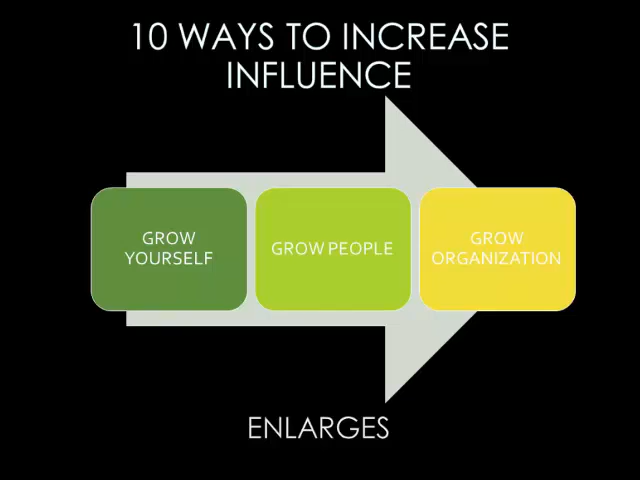 10 WAYS TO INCREASE
INFLUENCE
GROW
YOURSELF
GROW PEOPLE
GROW
ORGANIZATION
ENLARGES